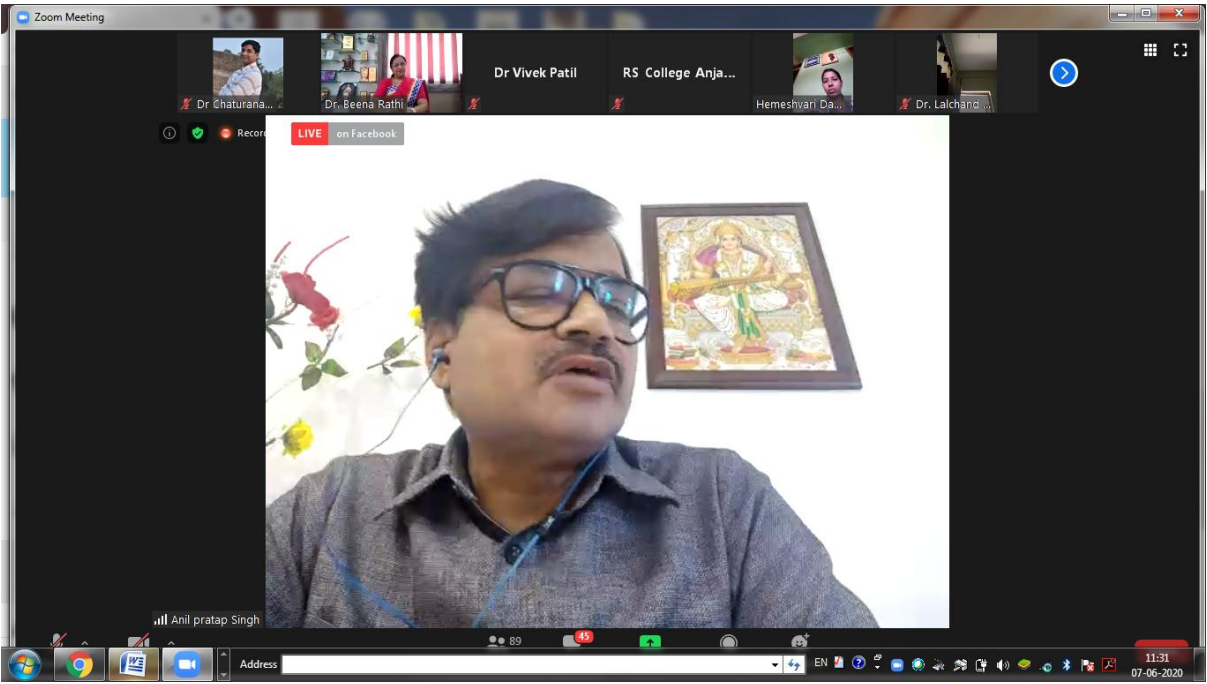 Zoom Meeting
Dr Chaturana...
Dr. Beena Rathi
Dr Vivek Patil
RS College Anja...
Hemeshvari Da...
Dr. Lalchand ...
Recor
LIVE on Facebook
Anil pratap Singh
89
45
Address
EN
11:31
07-06-2020